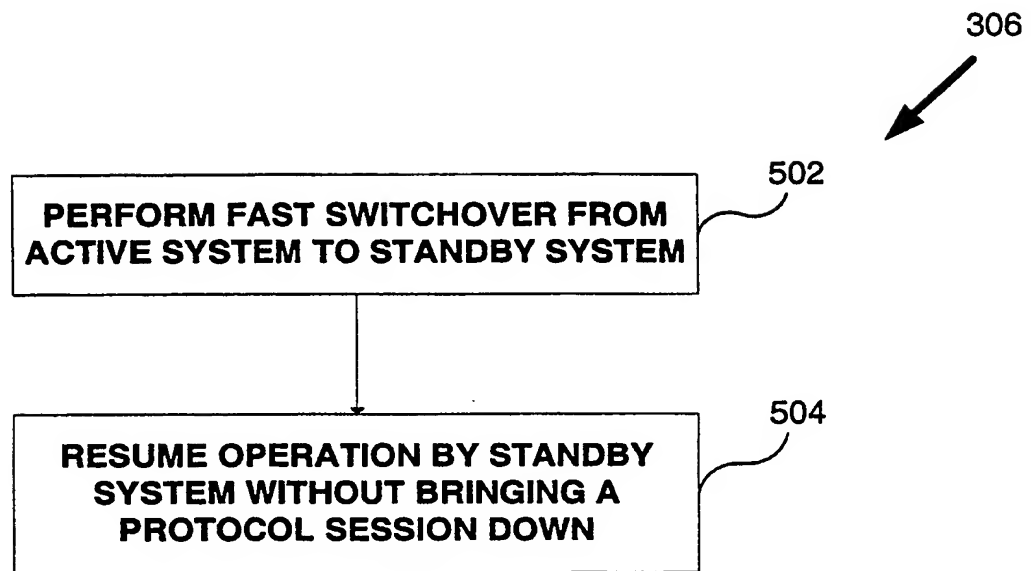 306
502
PERFORM FAST SWITCHOVER FROM
ACTIVE SYSTEM TO STANDBY SYSTEM
504
RESUME OPERATION BY STANDBY
SYSTEM WITHOUT BRINGING A
PROTOCOL SESSION DOWN